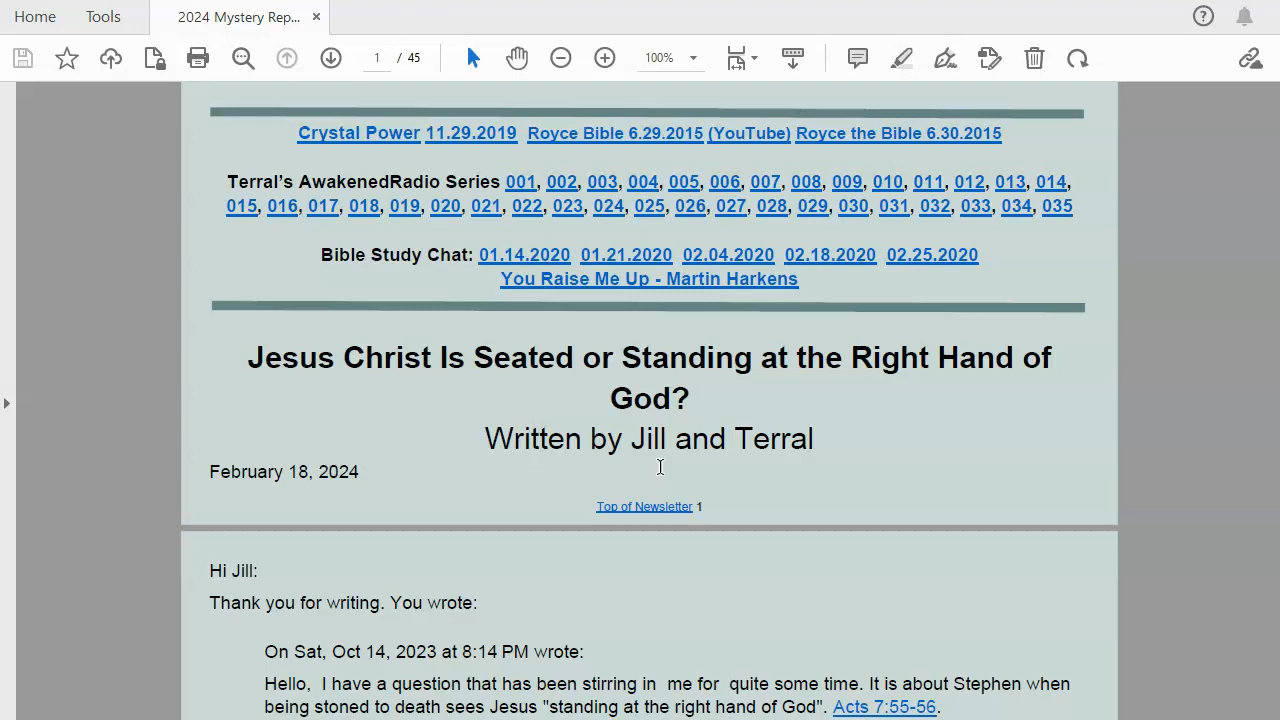 Home Tools 2024 Mystery Rep... ×
1 / 45 100%
Crystal Power 11.29.2019 Royce Bible 6.29.2015 (YouTube) Royce the Bible 6.30.2015
Terral's AwakenedRadio Series 001, 002, 003, 004, 005, 006, 007, 008, 009, 010, 011, 012, 013, 014,
015, 016, 017, 018, 019, 020, 021, 022, 023, 024, 025, 026, 027, 028, 029, 030, 031, 032, 033, 034, 035
Bible Study Chat: 01.14.2020 01.21.2020 02.04.2020 02.18.2020 02.25.2020
You Raise Me Up - Martin Harkens
Jesus Christ Is Seated or Standing at the Right Hand of
God?
Written by Jill and Terral
February 18, 2024
Top of Newsletter 1
Hi Jill:
Thank you for writing. You wrote:
On Sat, Oct 14, 2023 at 8:14 PM wrote:
Hello, I have a question that has been stirring in me for quite some time. It is about Stephen when
being stoned to death sees Jesus "standing at the right hand of God". Acts 7:55-56.